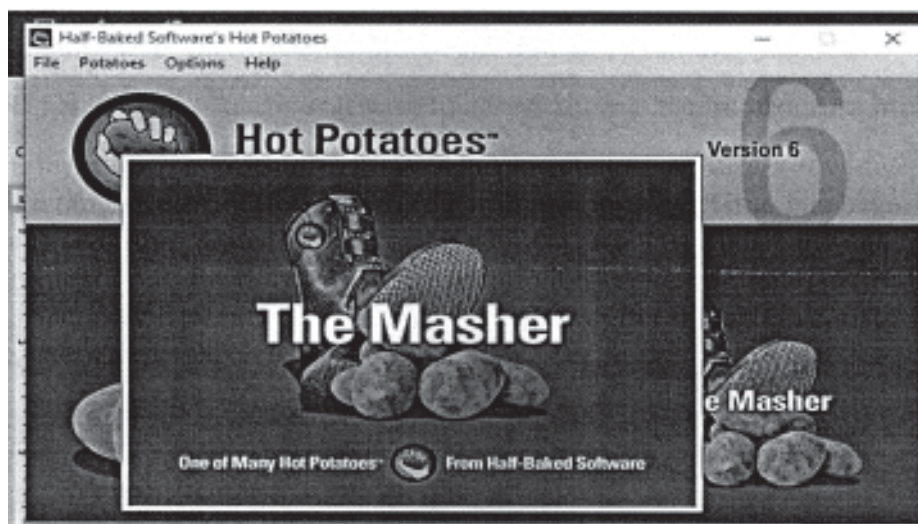 Half-Baked Software's Hot Potatoes
File Potatoes Options Help
Hot Potatoes™
Version 6
6
The Masher
e Masher
One of Many Hot Potatoes™ From Half-Baked Software